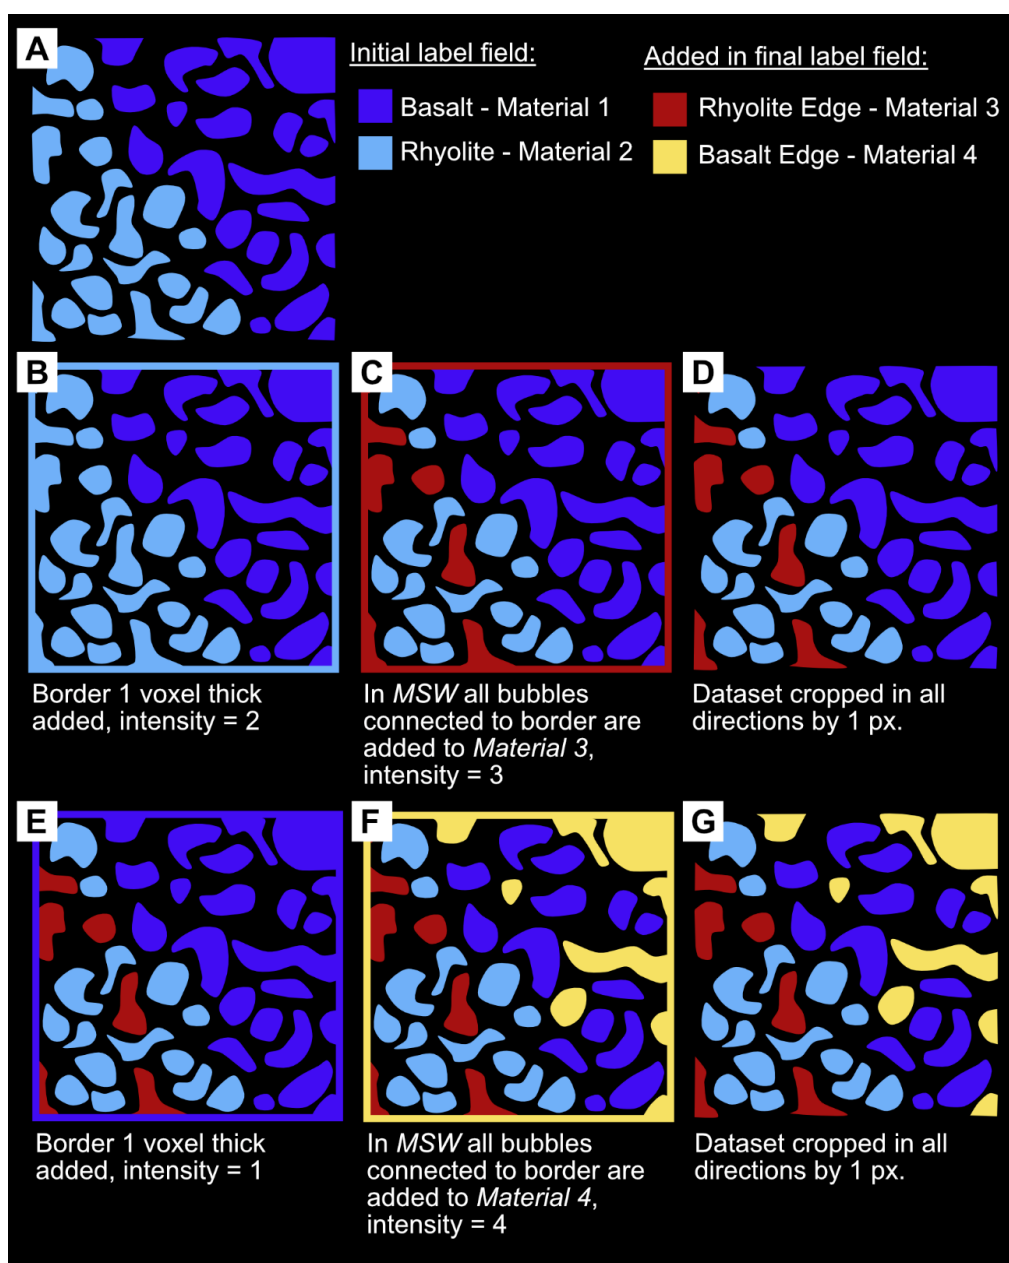 A
Initial label field:
Basalt - Material 1
Rhyolite - Material 2
Added in final label field:
Rhyolite Edge - Material 3
Basalt Edge - Material 4
B
Border 1 voxel thick
added, intensity = 2
C
In MSW all bubbles
connected to border are
added to Material 3,
intensity = 3
D
Dataset cropped in all
directions by 1 px.
E
Border 1 voxel thick
added, intensity = 1
F
In MSW all bubbles
connected to border are
added to Material 4,
intensity = 4
G
Dataset cropped in all
directions by 1 px.